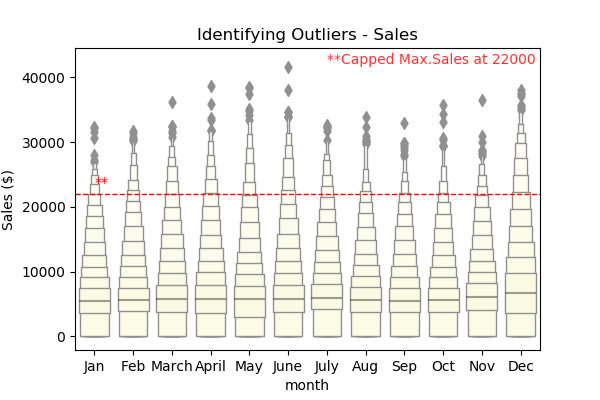 Identifying Outliers - Sales
**Capped Max.Sales at 22000
40000
30000
20000
10000
0
Sales ($)
**
Jan Feb March April May June July Aug Sep Oct Nov Dec
month